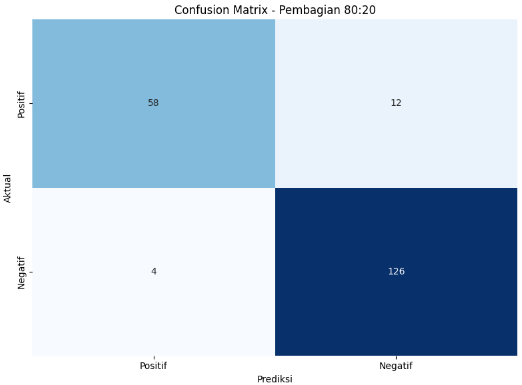 Confusion Matrix - Pembagian 80:20
Positif
58
12
Aktual
Negatif
4
126
Positif
Negatif
Prediksi